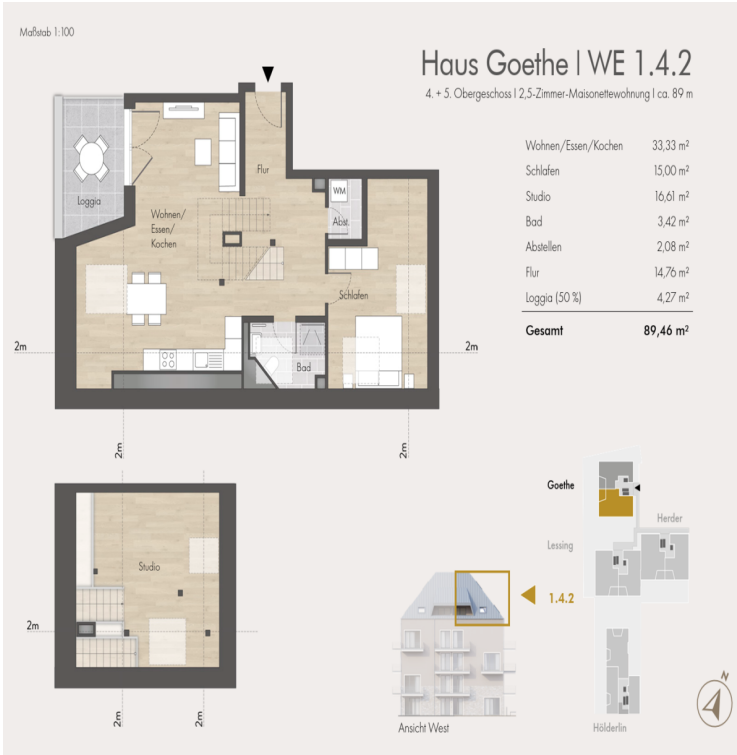 Maßstab 1:100
Haus Goethe | WE 1.4.2
4. + 5. Obergeschoss | 2,5-Zimmer-Maisonettewohnung | ca. 89 m
Wohnen/Essen/Kochen 33,33 m²
Schlafen 15,00 m²
Studio 16,61 m²
Bad 3,42 m²
Abstellen 2,08 m²
Flur 14,76 m²
Loggia (50 %) 4,27 m²
Gesamt 89,46 m²
Flur
WM
Loggia
Abst.
Wohnen/
Essen/
Kochen
Schlafen
Bad
2m
2m
2m
2m
Studio
2m
2m
2m
Goethe
Herder
Lessing
1.4.2
Ansicht West
Hölderlin
N